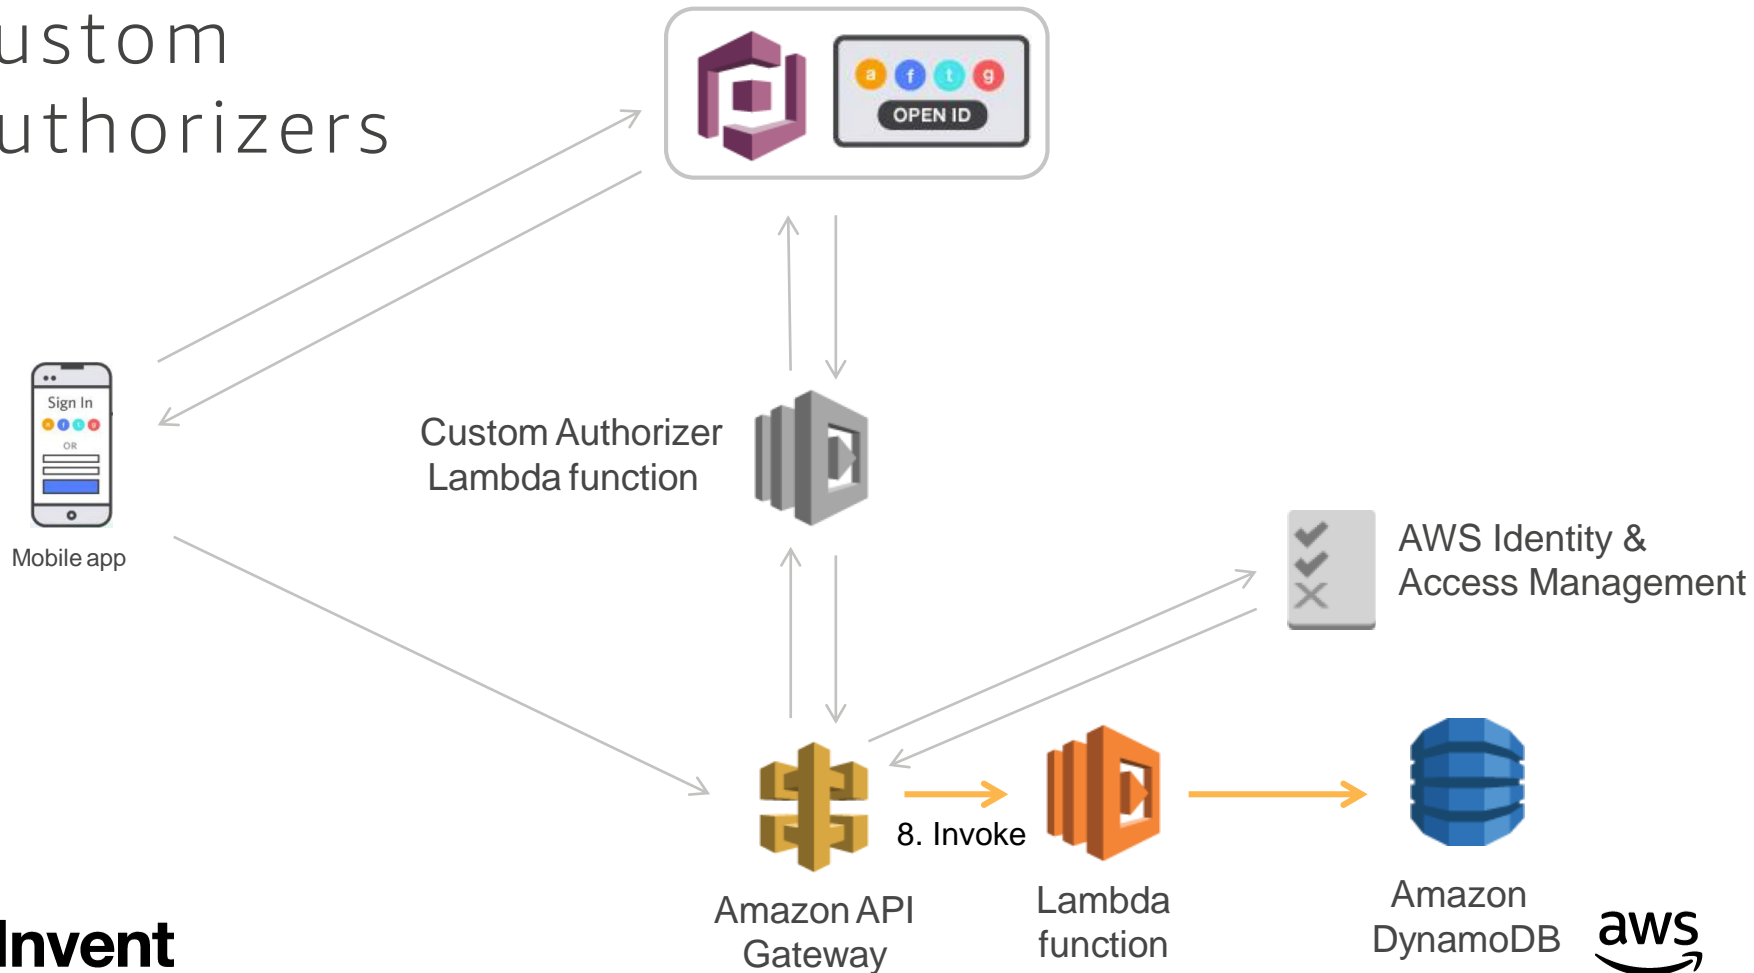 ustom
uthorizers
a f t g
OPEN ID
Sign In
a f t g
OR
Mobile app
Custom Authorizer
Lambda function
AWS Identity &
Access Management
8. Invoke
Amazon API
Gateway
Lambda
function
Amazon
DynamoDB
Invent
aws